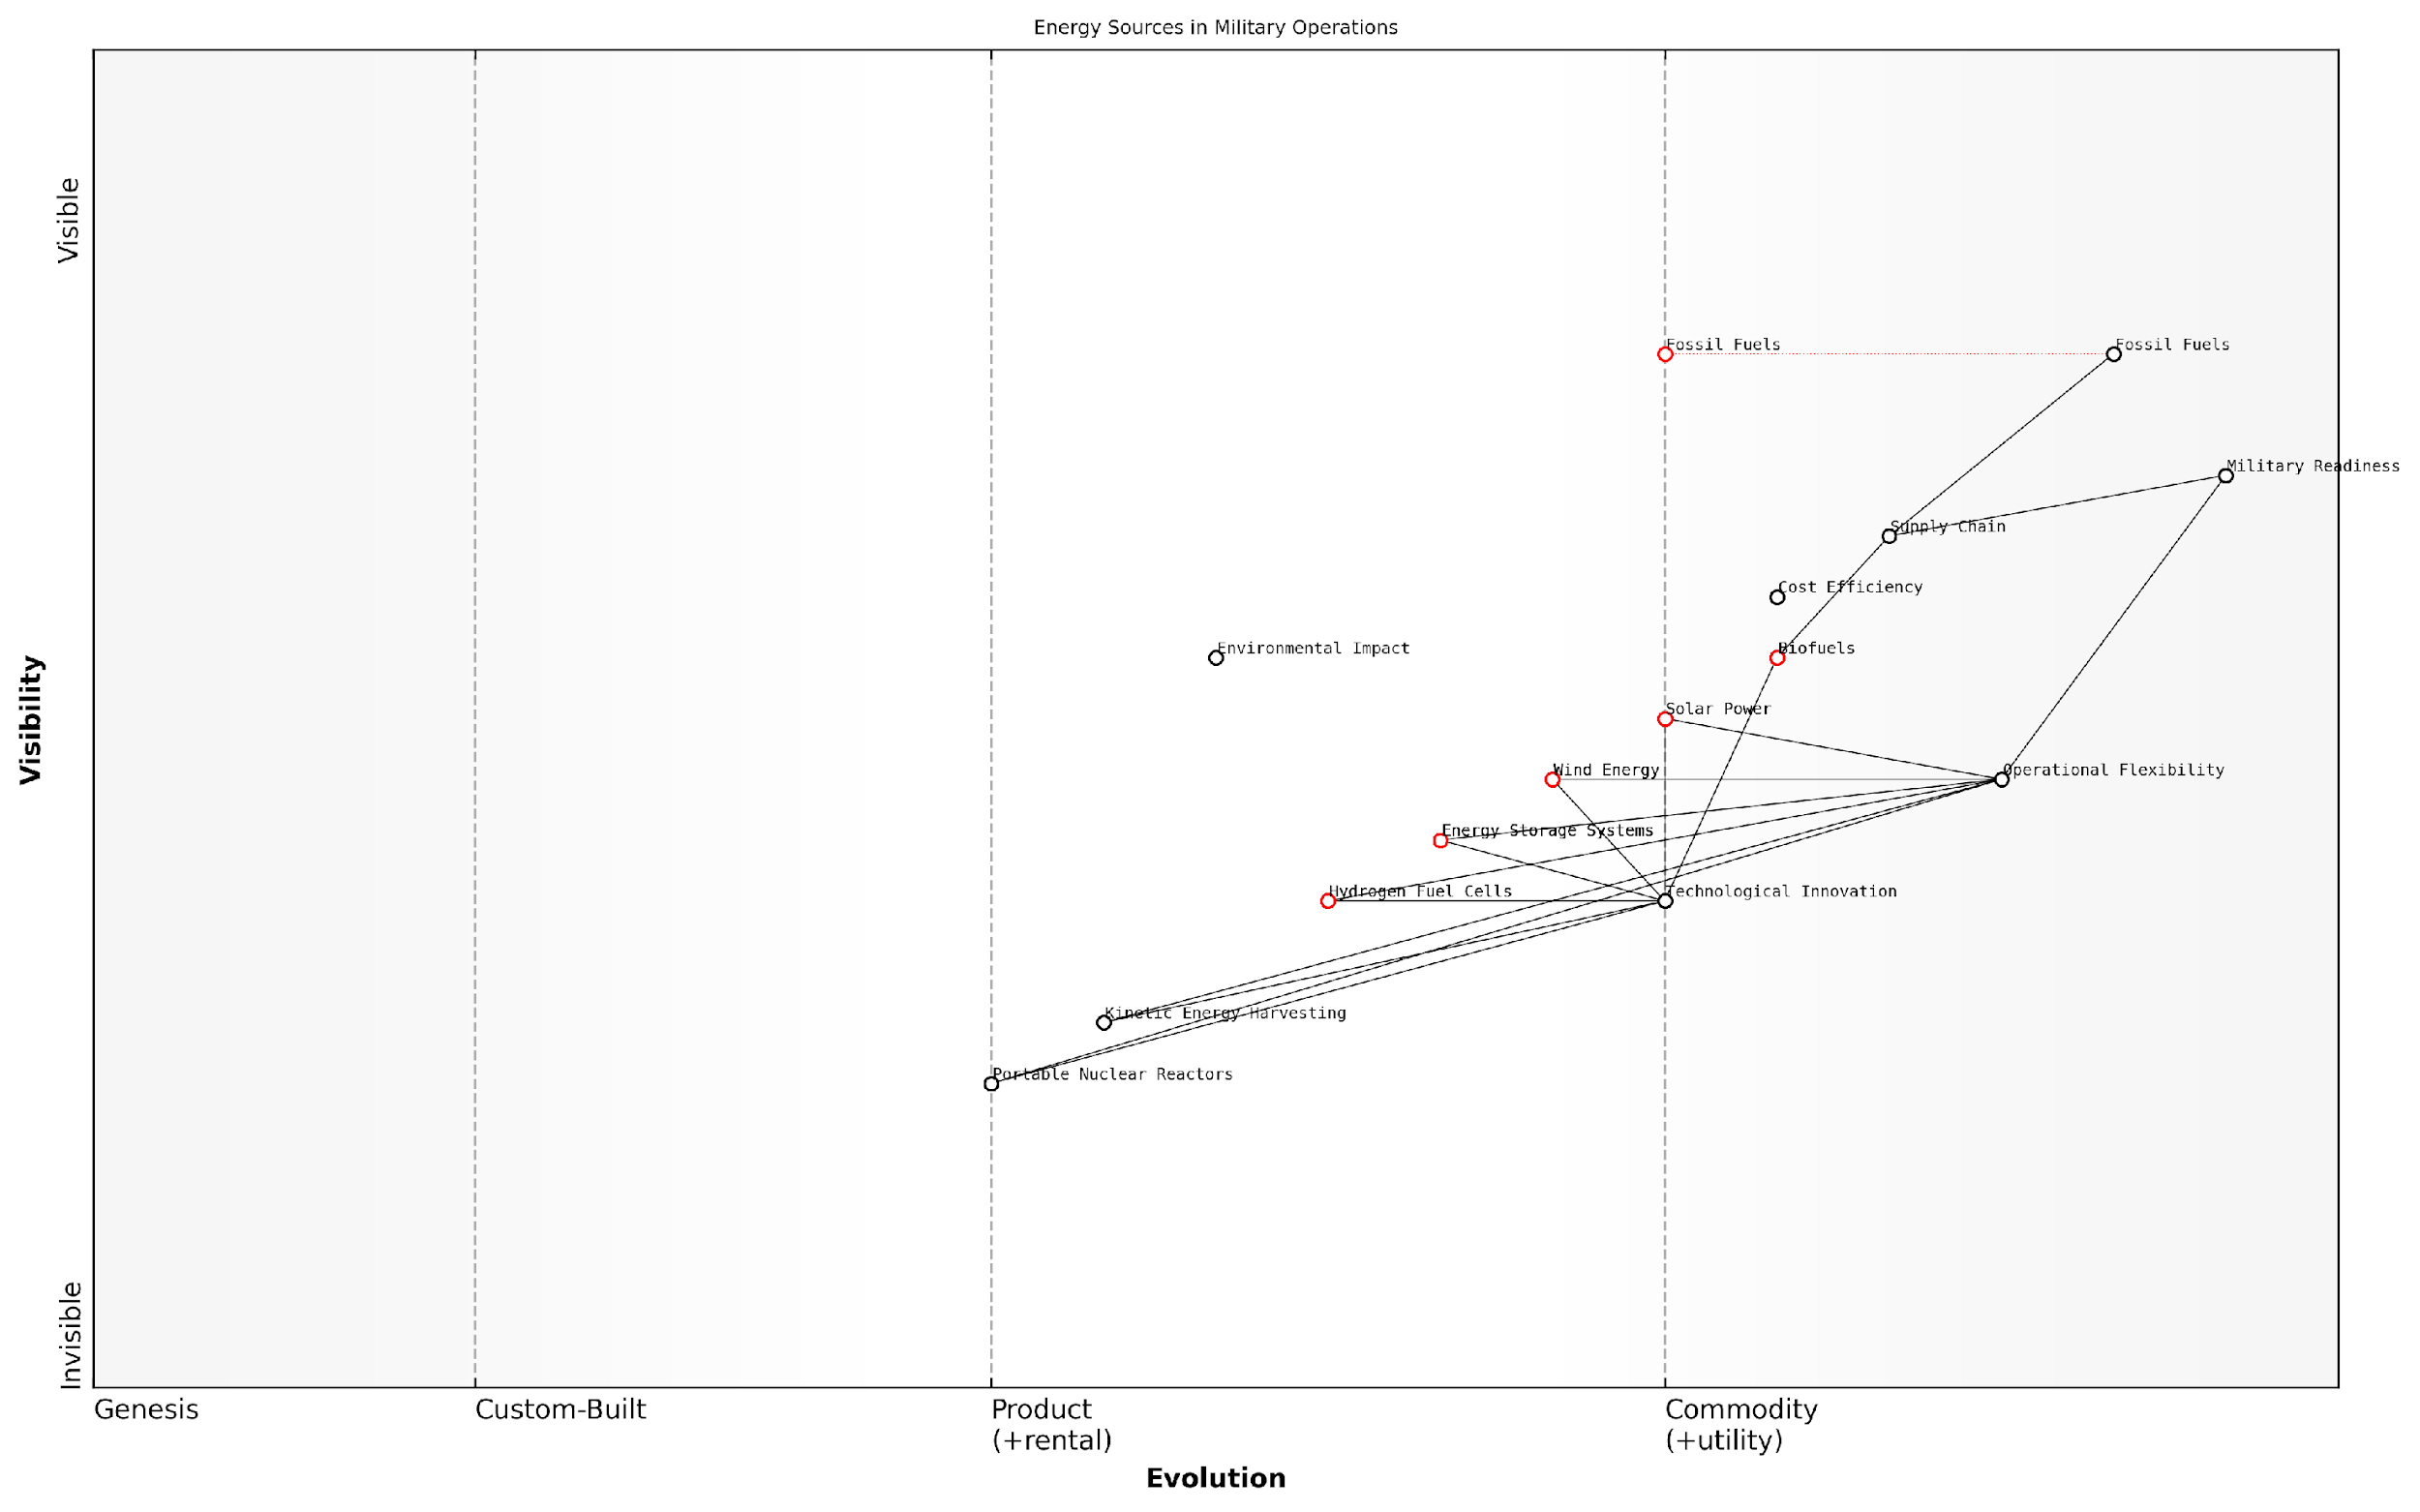 Energy Sources in Military Operations
Visible
Fossil Fuels
Fossil Fuels
Military Readiness
Supply Chain
Cost Efficiency
Environmental Impact
Biofuels
Solar Power
Visibility
Wind Energy
Operational Flexibility
Energy Storage Systems
Hydrogen Fuel Cells
Technological Innovation
Kinetic Energy Harvesting
Portable Nuclear Reactors
Invisible
Genesis
Custom-Built
Product
(+rental)
Commodity
(+utility)
Evolution